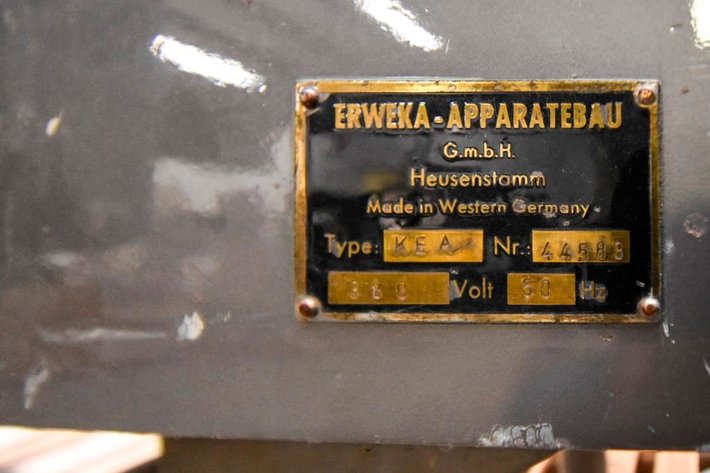 ERWEKA-APPARATEBAU
G.m.b.H.
Heusenstamm
Made in Western Germany
Type: KEA Nr.: 44583
380 Volt 50 Hz